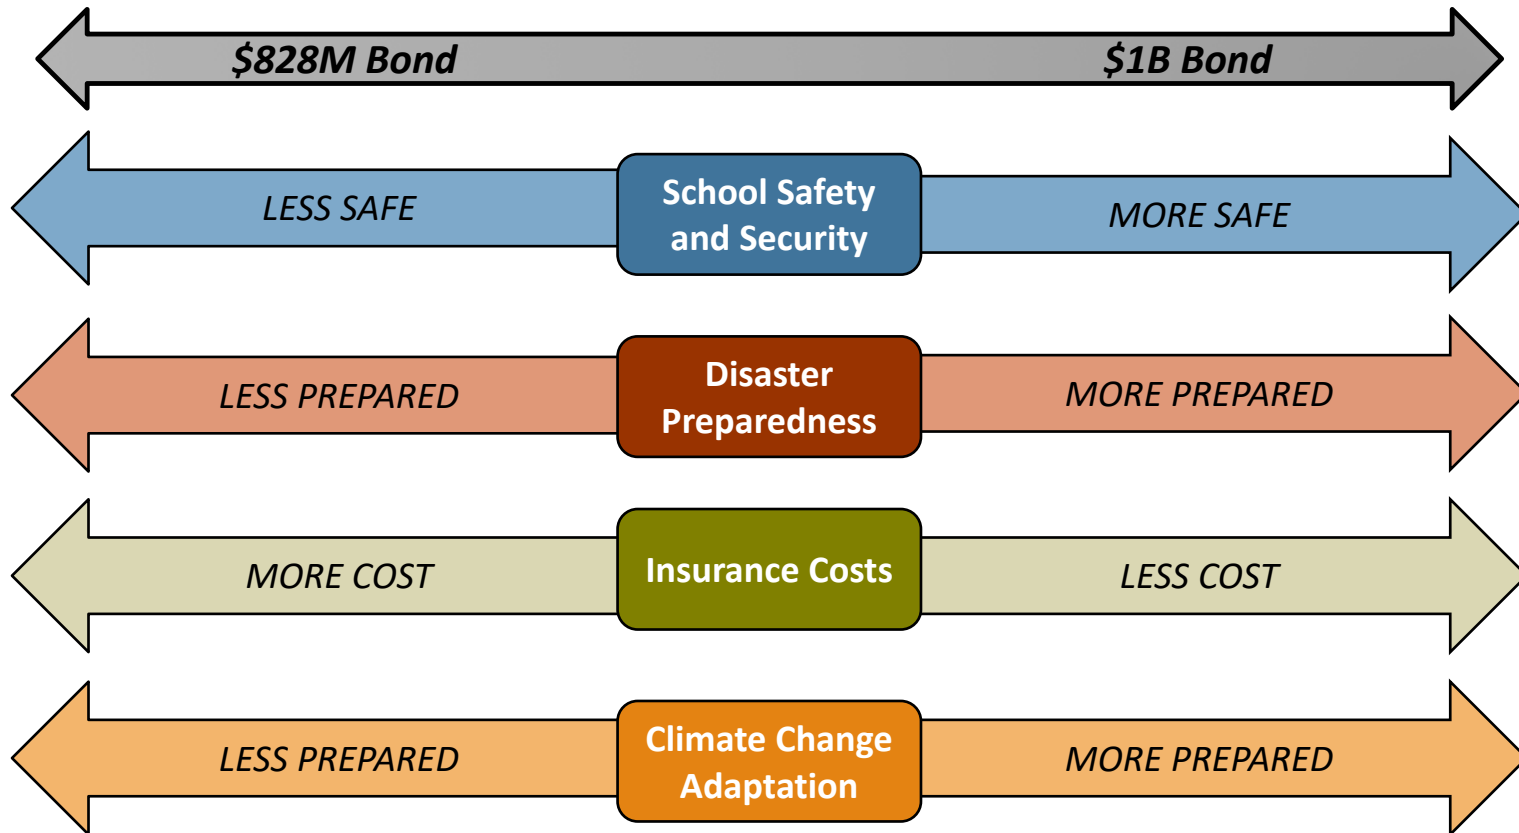 $828M Bond
$1B Bond
LESS SAFE
School Safety
and Security
MORE SAFE
LESS PREPARED
Disaster
Preparedness
MORE PREPARED
MORE COST
Insurance Costs
LESS COST
LESS PREPARED
Climate Change
Adaptation
MORE PREPARED